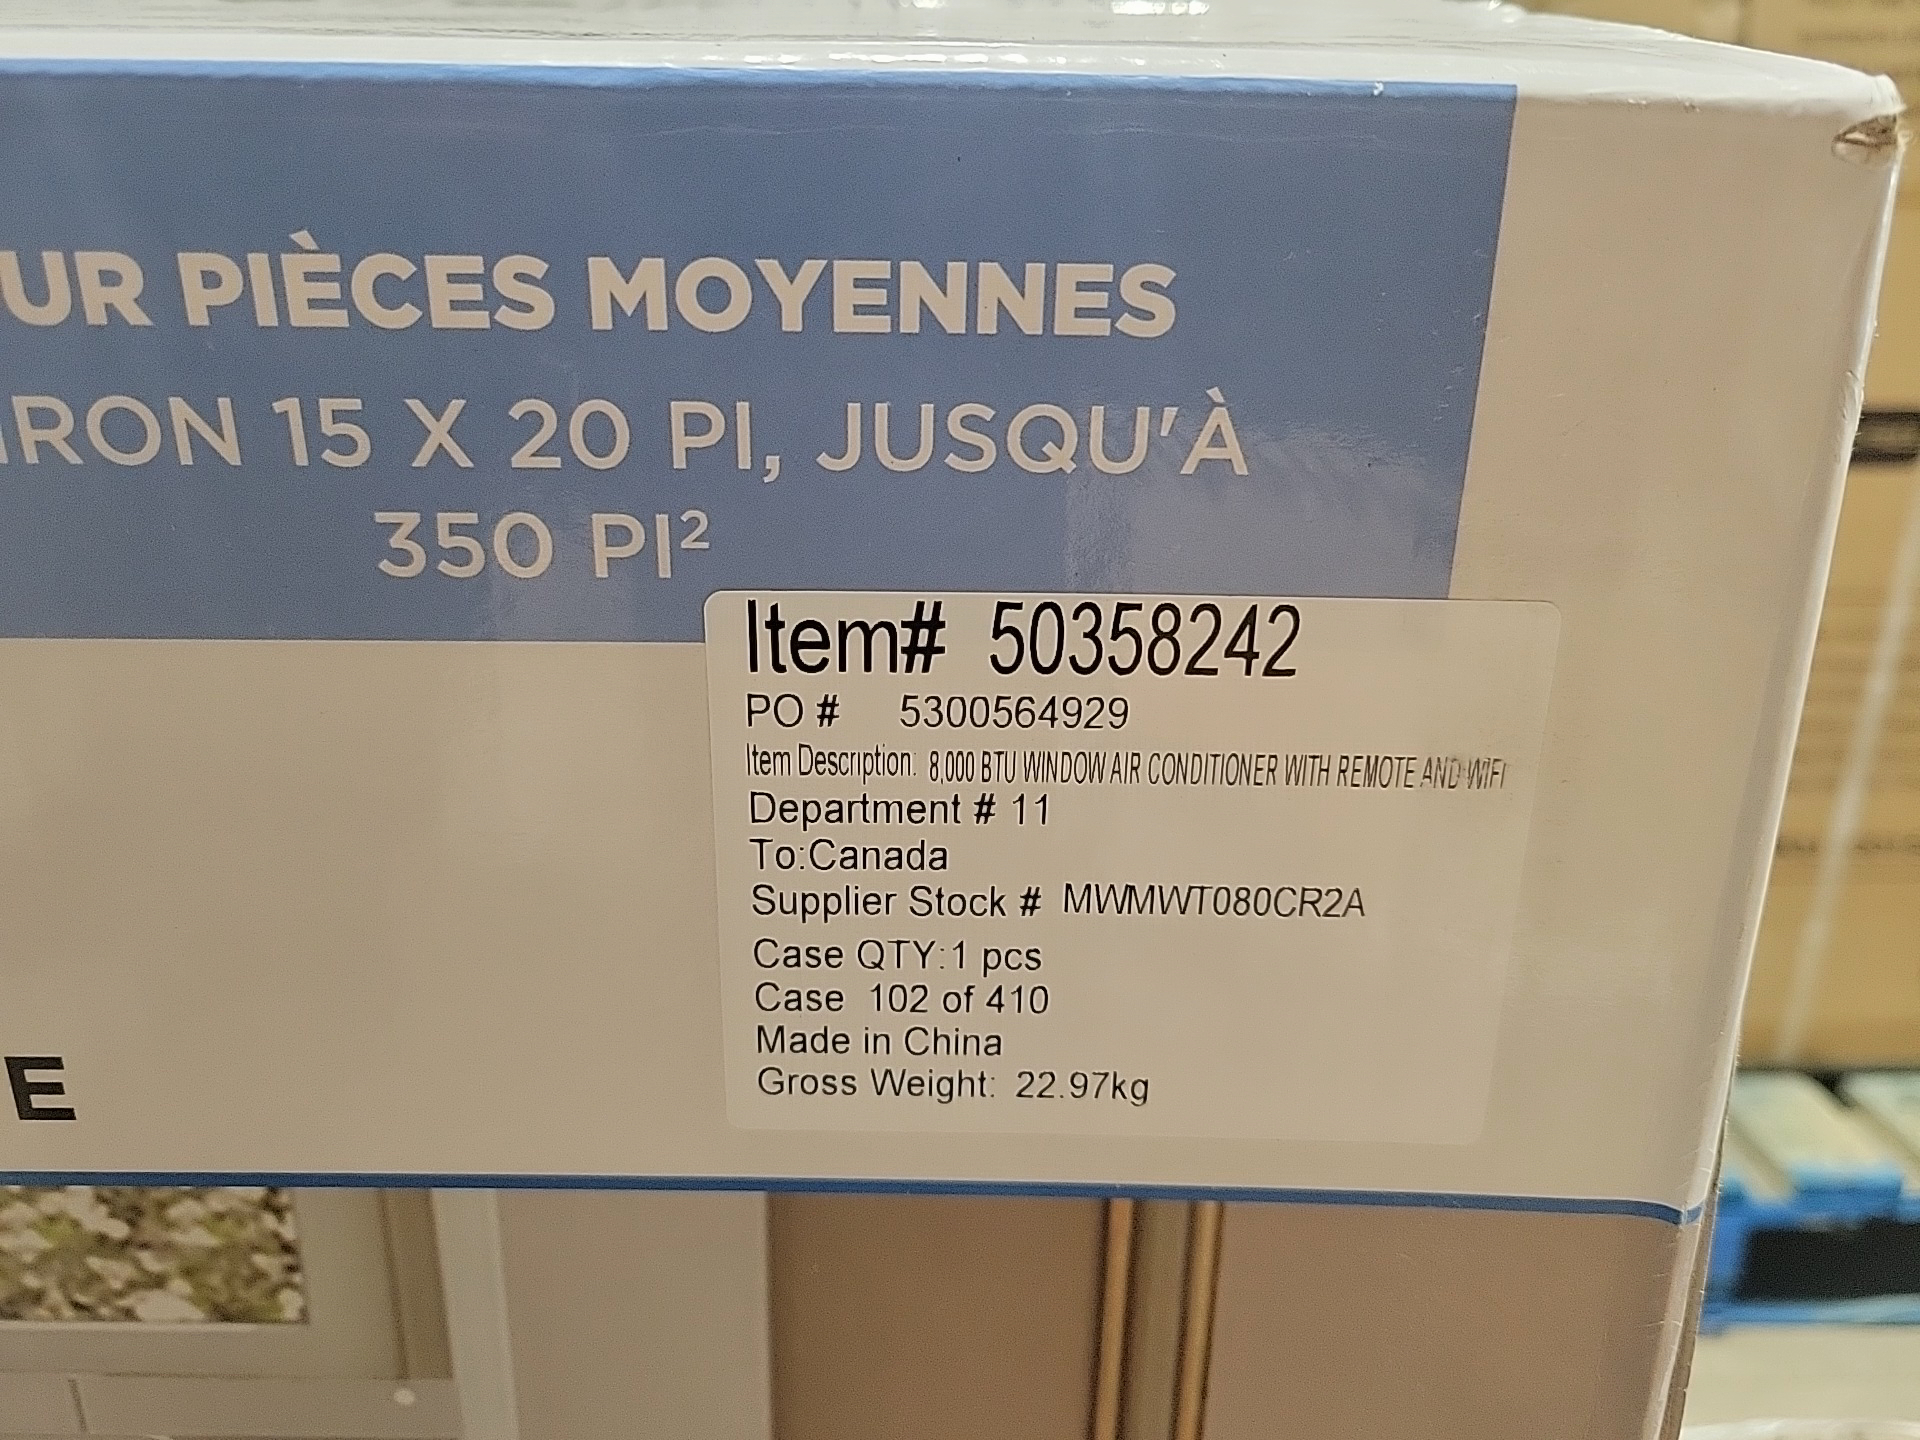 UR PIÈCES MOYENNES
IRON 15 X 20 PI, JUSQU'À
350 PI²
Item# 50358242
PO # 5300564929
Item Description: 8,000 BTU WINDOW AIR CONDITIONER WITH REMOTE AND WIFI
Department # 11
To:Canada
Supplier Stock # MWMWT080CR2A
Case QTY:1 pcs
Case 102 of 410
Made in China
Gross Weight: 22.97kg
E